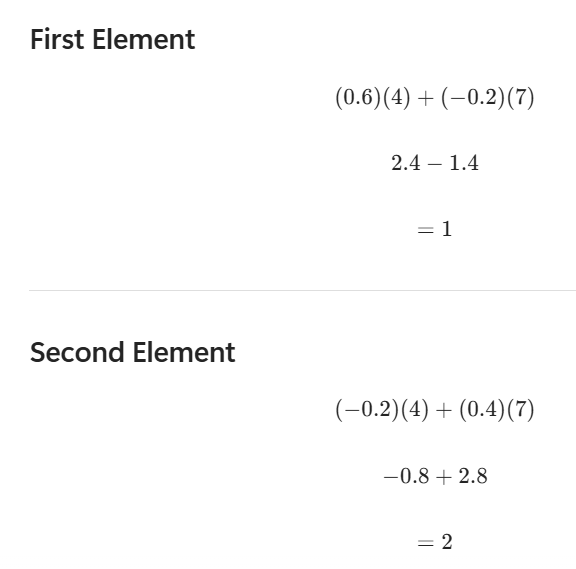 First Element
(0.6)(4) + (−0.2)(7)
2.4 − 1.4
= 1
Second Element
(−0.2)(4) + (0.4)(7)
−0.8 + 2.8
= 2